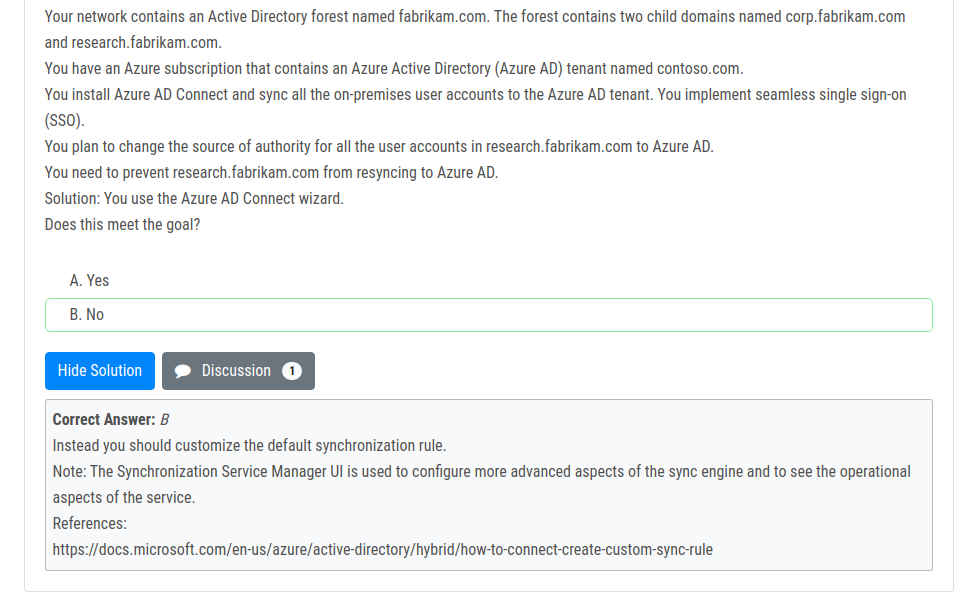 Your network contains an Active Directory forest named fabrikam.com. The forest contains two child domains named corp.fabrikam.com
and research.fabrikam.com.
You have an Azure subscription that contains an Azure Active Directory (Azure AD) tenant named contoso.com.
You install Azure AD Connect and sync all the on-premises user accounts to the Azure AD tenant. You implement seamless single sign-on
(SSO).
You plan to change the source of authority for all the user accounts in research.fabrikam.com to Azure AD.
You need to prevent research.fabrikam.com from resyncing to Azure AD.
Solution: You use the Azure AD Connect wizard.
Does this meet the goal?
A. Yes
B. No
Hide Solution Discussion 1
Correct Answer: B
Instead you should customize the default synchronization rule.
Note: The Synchronization Service Manager UI is used to configure more advanced aspects of the sync engine and to see the operational
aspects of the service.
References:
https://docs.microsoft.com/en-us/azure/active-directory/hybrid/how-to-connect-create-custom-sync-rule